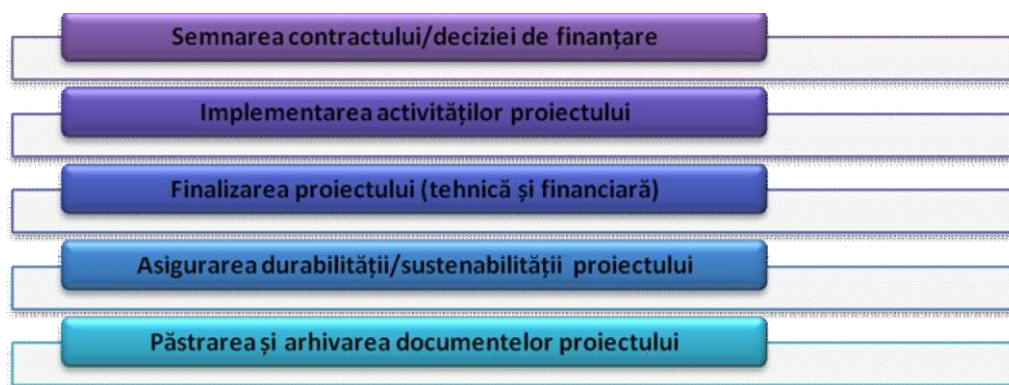 Semnarea contractului/deciziei de finanțare
Implementarea activităților proiectului
Finalizarea proiectului (tehnică și financiară)
Asigurarea durabilității/sustenabilității proiectului
Păstrarea și arhivarea documentelor proiectului